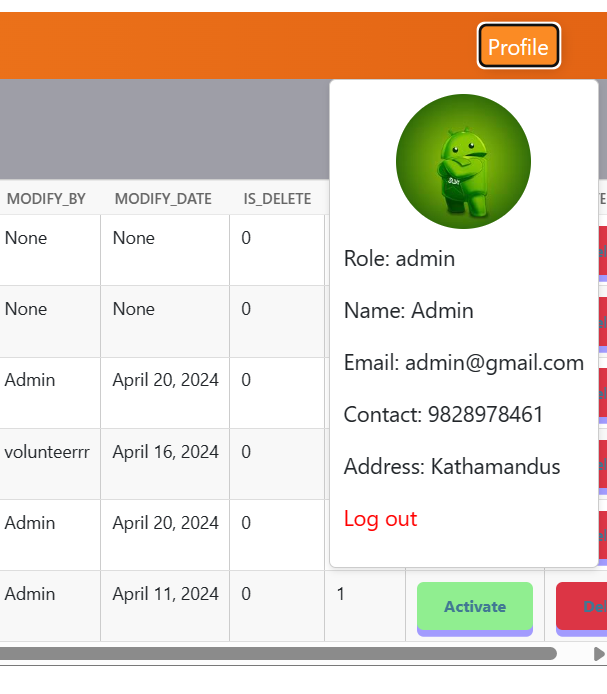 Profile
MODIFY_BY MODIFY_DATE IS_DELETE
None None 0
None None 0
Admin April 20, 2024 0
volunteerrr April 16, 2024 0
Admin April 20, 2024 0
Admin April 11, 2024 0 1 Activate
Role: admin
Name: Admin
Email: admin@gmail.com
Contact: 9828978461
Address: Kathamandus
Log out